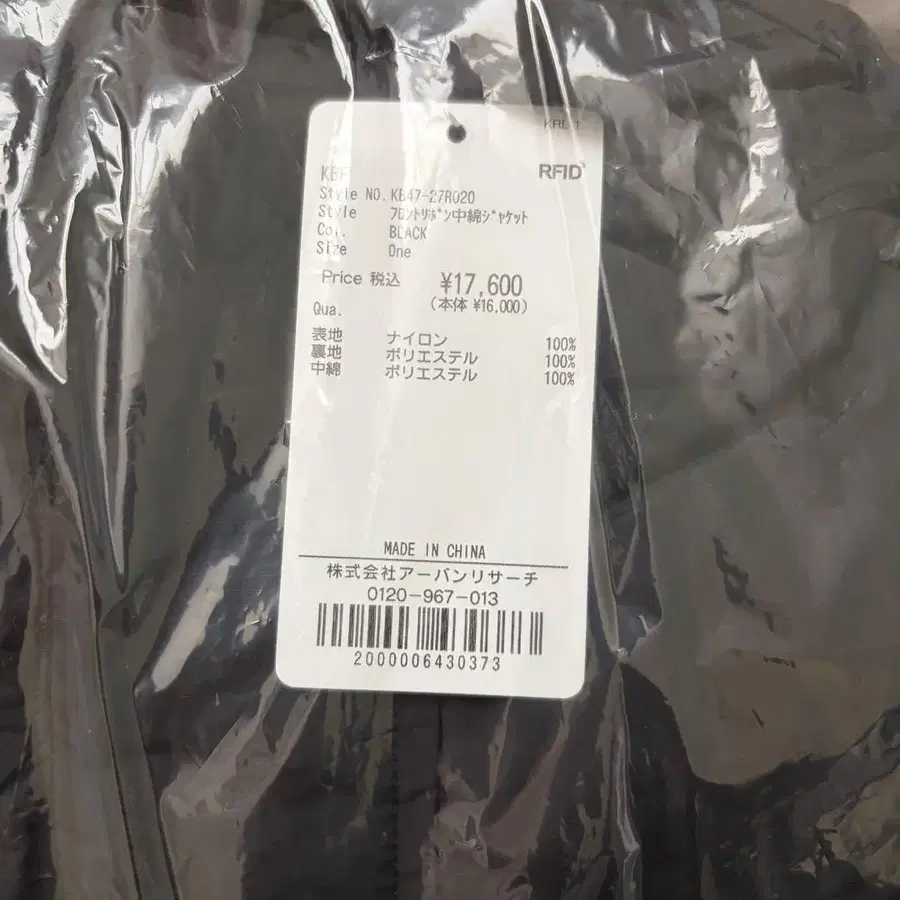 RFID
KBF
Style NO. KB47-27R020
Style フロントリボン中綿ジャケット
Col. BLACK
Size One
Price 税込 ¥17,600
(本体 ¥16,000)
Qua.
表地 ナイロン 100%
裏地 ポリエステル 100%
中綿 ポリエステル 100%
MADE IN CHINA
株式会社アーバンリサーチ
0120-967-013
2000006430373